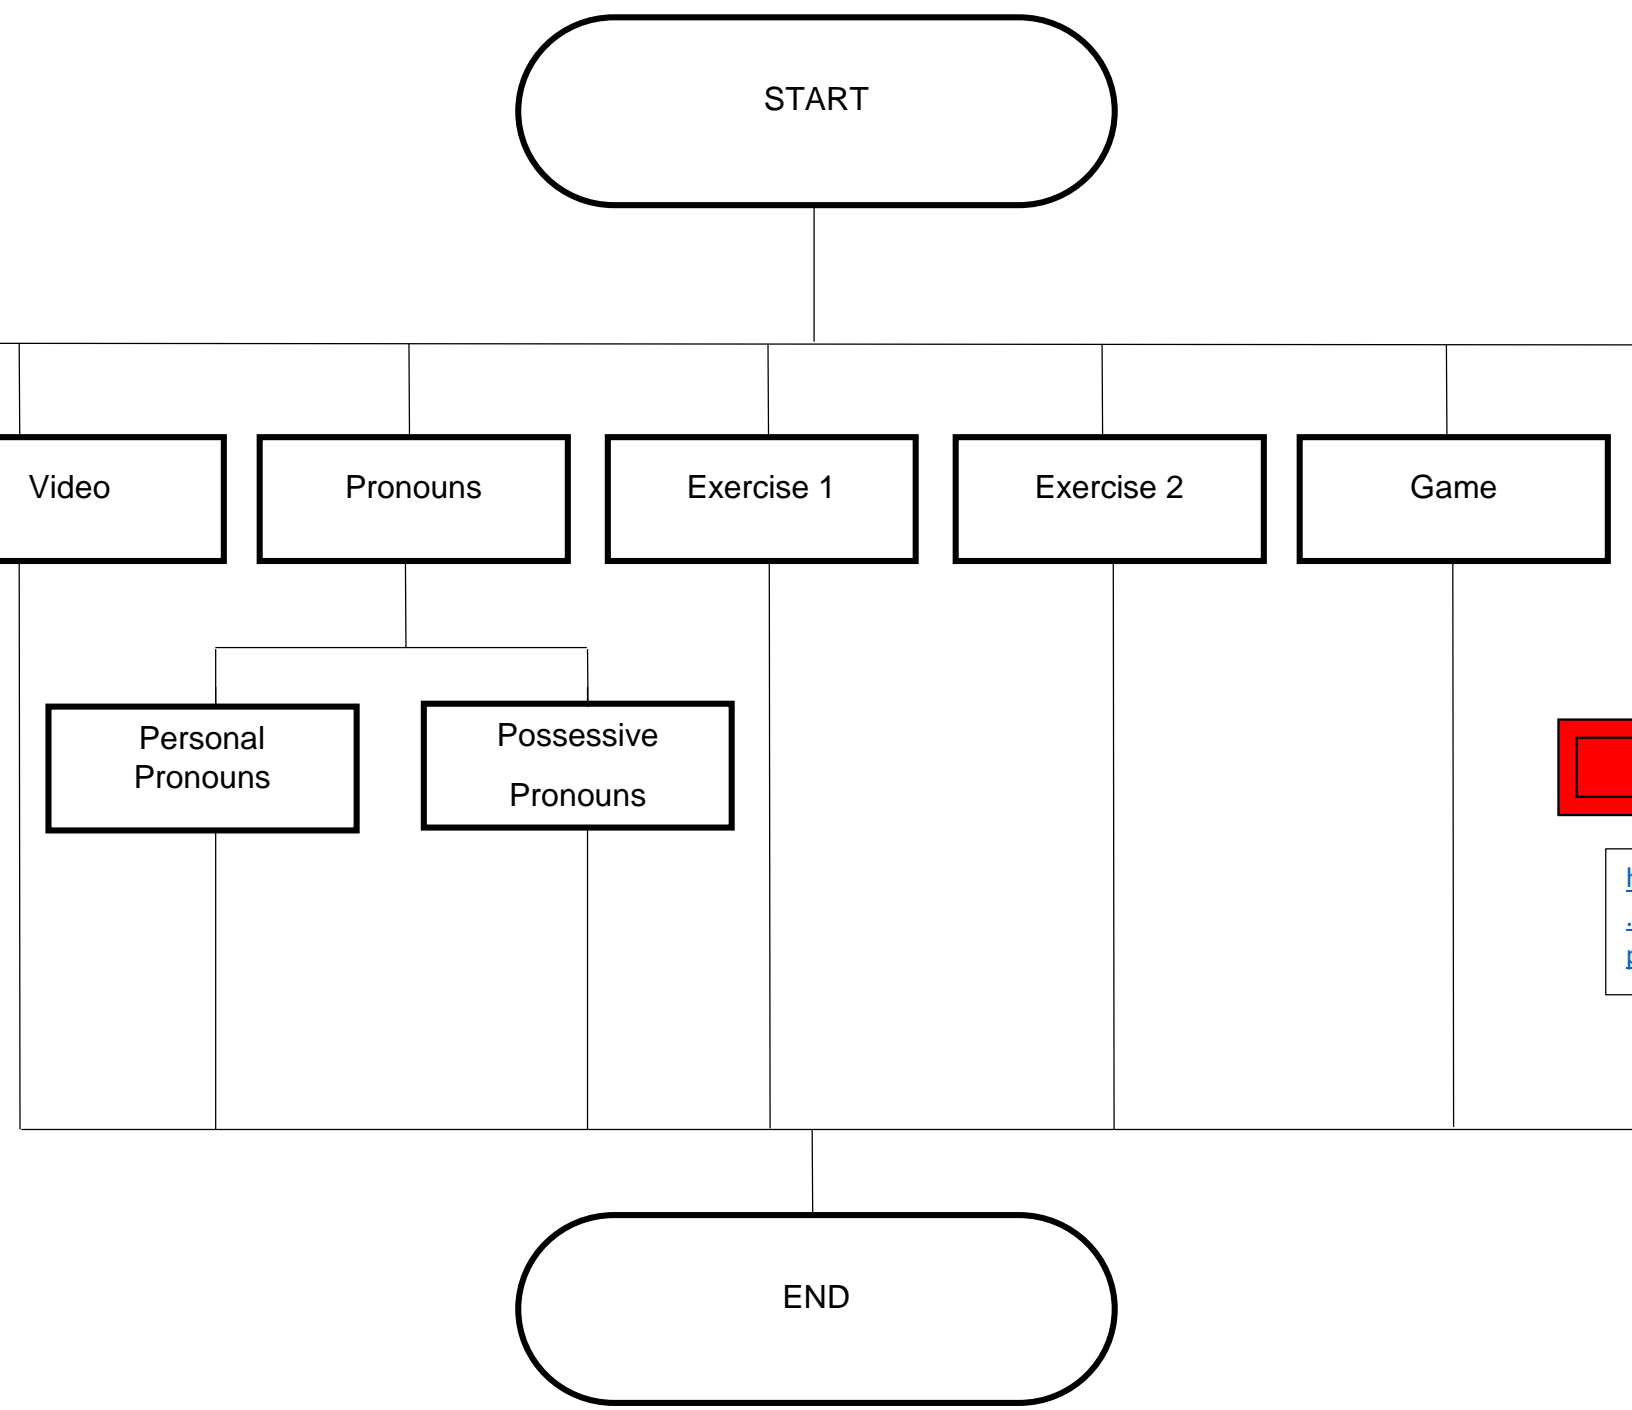 START
Video
Pronouns
Exercise 1
Exercise 2
Game
Personal
Pronouns
Possessive
Pronouns
END